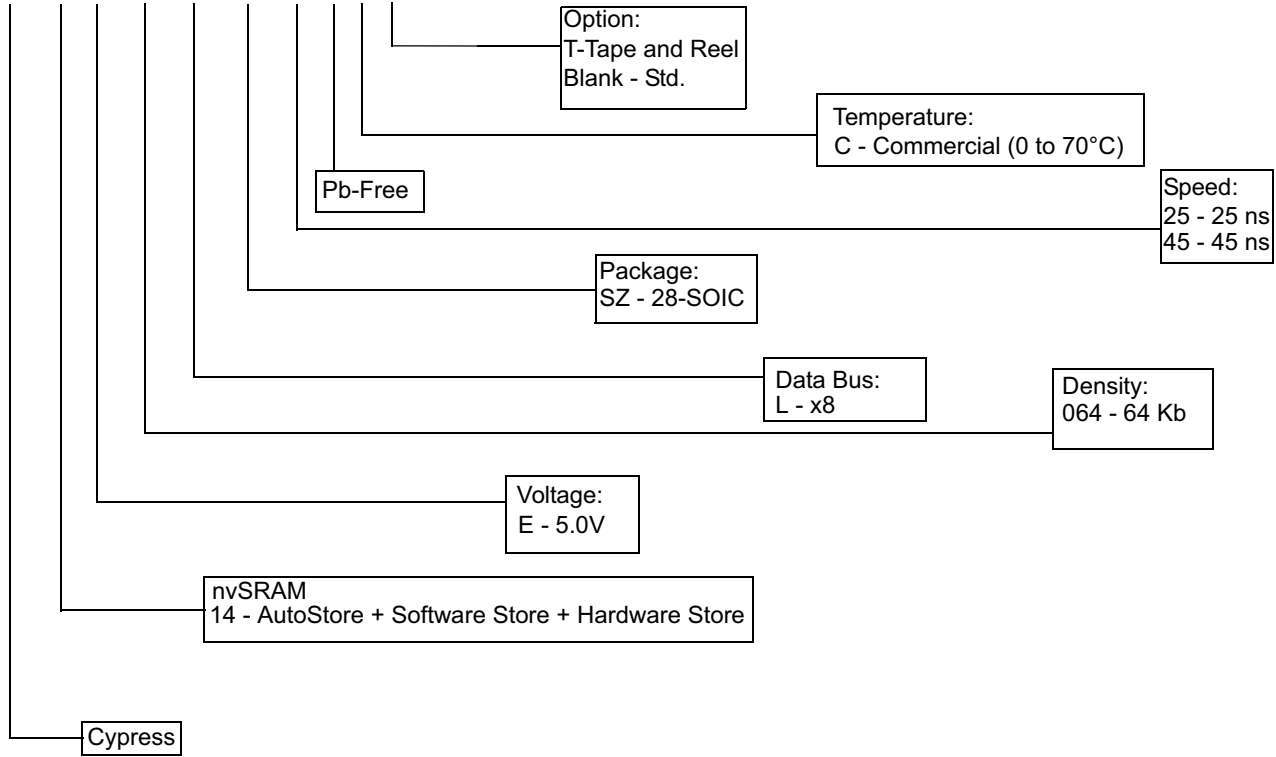 Option:
T-Tape and Reel
Blank - Std.
Temperature:
C - Commercial (0 to 70°C)
Pb-Free
Speed:
25 - 25 ns
45 - 45 ns
Package:
SZ - 28-SOIC
Data Bus:
L - x8
Density:
064 - 64 Kb
Voltage:
E - 5.0V
nvSRAM
14 - AutoStore + Software Store + Hardware Store
Cypress